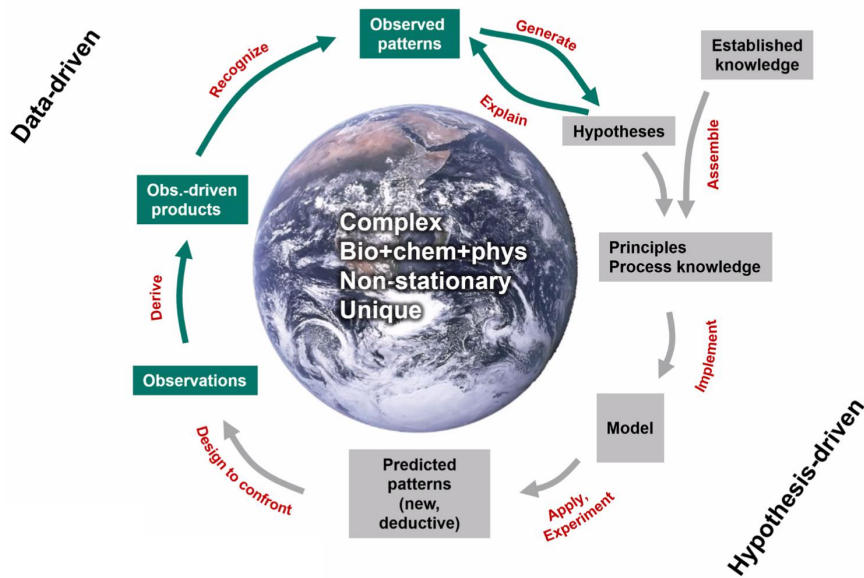 Data-driven
Observed
patterns
Generate
Explain
Recognize
Established
knowledge
Hypotheses
Assemble
Obs.-driven
products
Complex
Bio+chem+phys
Non-stationary
Unique
Principles
Process knowledge
Derive
Implement
Observations
Model
Design to confront
Predicted
patterns
(new,
deductive)
Apply,
Experiment
Hypothesis-driven